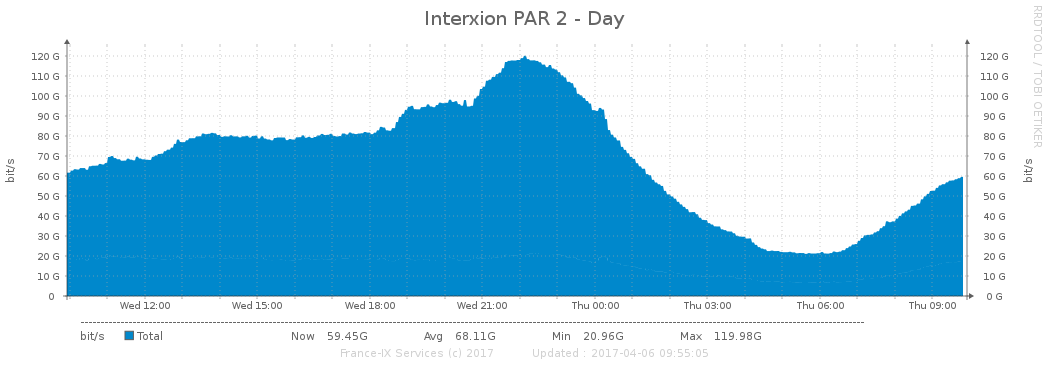 Interxion PAR 2 - Day
RRDTOOL / TOBI OETIKER
bit/s
120 G 120 G
110 G 110 G
100 G 100 G
90 G 90 G
80 G 80 G
70 G 70 G
60 G 60 G
50 G 50 G
40 G 40 G
30 G 30 G
20 G 20 G
10 G 10 G
0 0 G
bit/s
Wed 12:00 Wed 15:00 Wed 18:00 Wed 21:00 Thu 00:00 Thu 03:00 Thu 06:00 Thu 09:00
bit/s Total Now 59.45G Avg 68.11G Min 20.96G Max 119.98G
France-IX Services (c) 2017 Updated : 2017-04-06 09:55:05